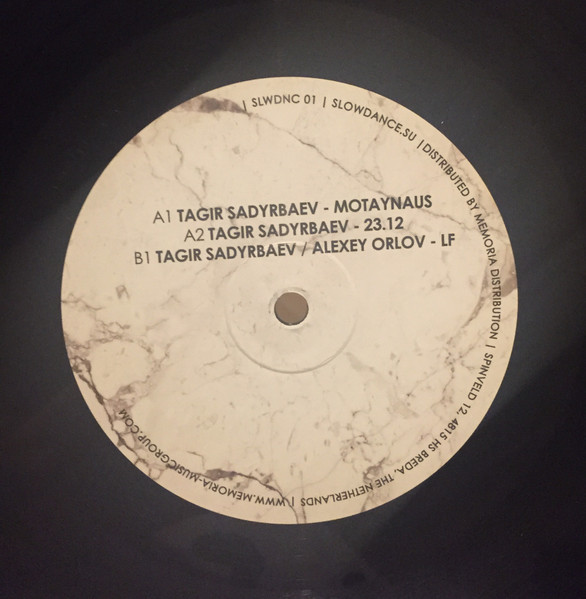 A1 TAGIR SADYRBAEV - MOTAYNAUS
A2 TAGIR SADYRBAEV - 23.12
B1 TAGIR SADYRBAEV / ALEXEY ORLOV - LF
| SLWDNC 01 | SLOWDANCE.SU | DISTRIBUTED BY MEMORIA DISTRIBUTION | SPINVELD 12, 4815 HS BREDA, THE NETHERLANDS | WWW.MEMORIA-MUSICGROUP.COM